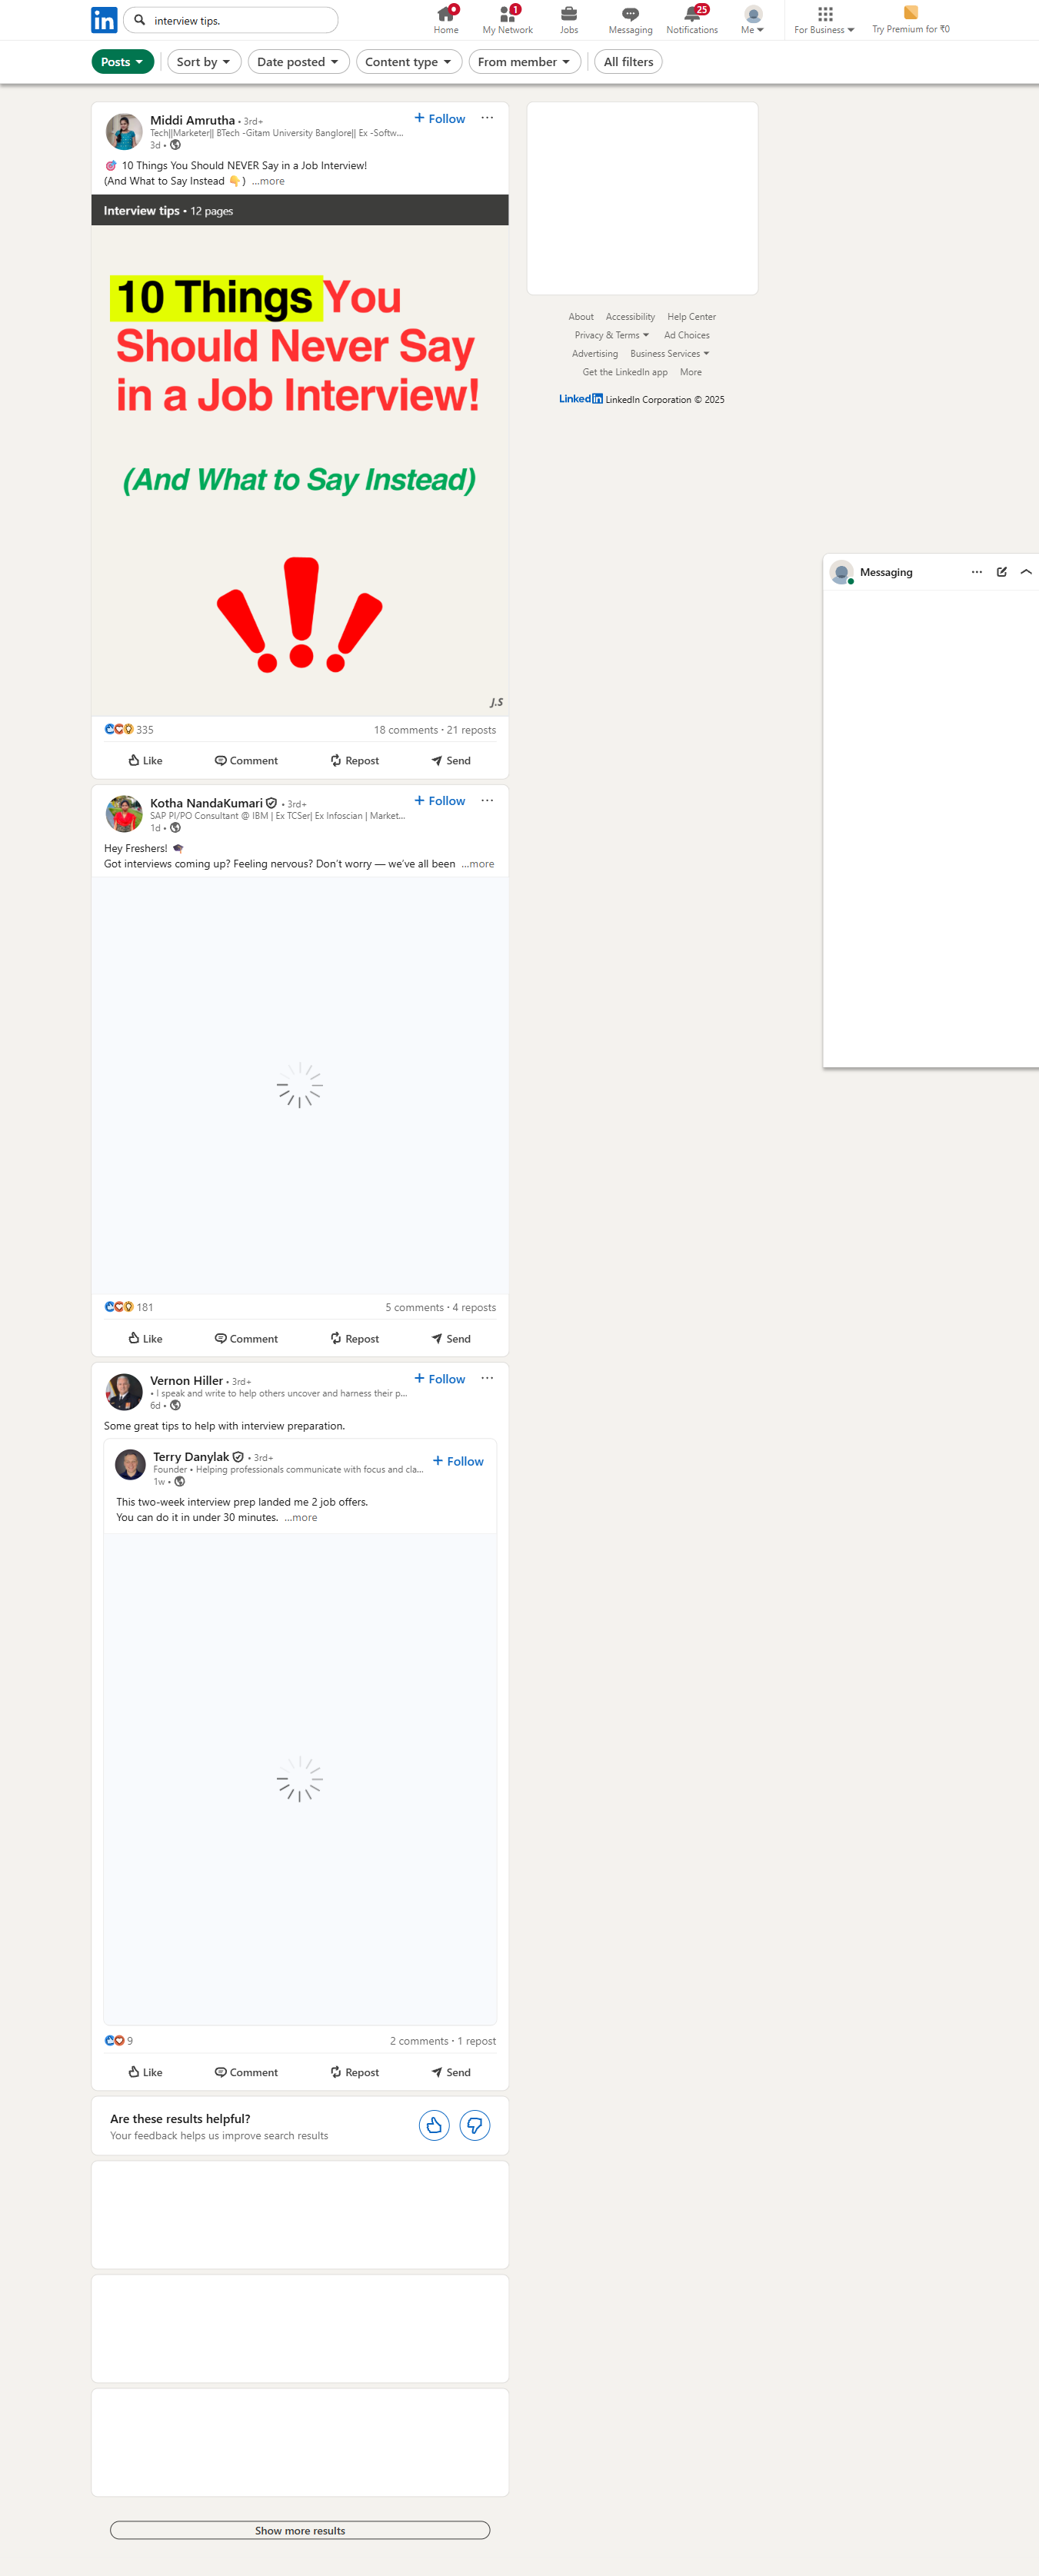 in
interview tips.
Home
1
My Network
Jobs
Messaging
25
Notifications
Me
For Business
Try Premium for ₹0
Posts
Sort by
Date posted
Content type
From member
All filters
Middi Amrutha • 3rd+
Tech||Marketer|| BTech -Gitam University Banglore|| Ex -Softw...
3d •
+ Follow
...
🎯 10 Things You Should NEVER Say in a Job Interview!
(And What to Say Instead 👇) ...more
Interview tips • 12 pages
10 Things You
Should Never Say
in a Job Interview!
(And What to Say Instead)
!!!
J.S
335
18 comments · 21 reposts
Like
Comment
Repost
Send
Kotha NandaKumari • 3rd+
SAP PI/PO Consultant @ IBM | Ex TCSer| Ex Infoscian | Market...
1d •
+ Follow
...
Hey Freshers! 🎓
Got interviews coming up? Feeling nervous? Don’t worry — we’ve all been ...more
181
5 comments · 4 reposts
Like
Comment
Repost
Send
Vernon Hiller • 3rd+
• I speak and write to help others uncover and harness their p...
6d •
+ Follow
...
Some great tips to help with interview preparation.
Terry Danylak • 3rd+
Founder • Helping professionals communicate with focus and cla...
1w •
+ Follow
This two-week interview prep landed me 2 job offers.
You can do it in under 30 minutes. ...more
9
2 comments · 1 repost
Like
Comment
Repost
Send
Are these results helpful?
Your feedback helps us improve search results
Show more results
About Accessibility Help Center
Privacy & Terms Ad Choices
Advertising Business Services
Get the LinkedIn app More
Linkedin LinkedIn Corporation © 2025
Messaging
...